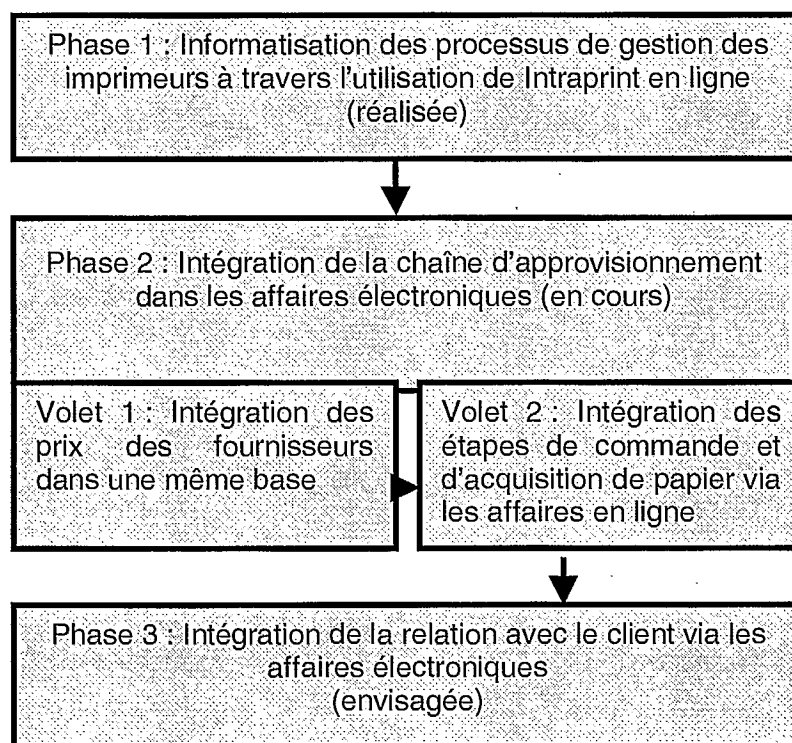 Phase 1 : Informatisation des processus de gestion des
imprimeurs à travers l'utilisation de Intraprint en ligne
(réalisée)
Phase 2 : Intégration de la chaîne d'approvisionnement
dans les affaires électroniques (en cours)
Volet 1 : Intégration des
prix des fournisseurs
dans une même base
Volet 2 : Intégration des
étapes de commande et
d'acquisition de papier via
les affaires en ligne
Phase 3 : Intégration de la relation avec le client via les
affaires électroniques
(envisagée)